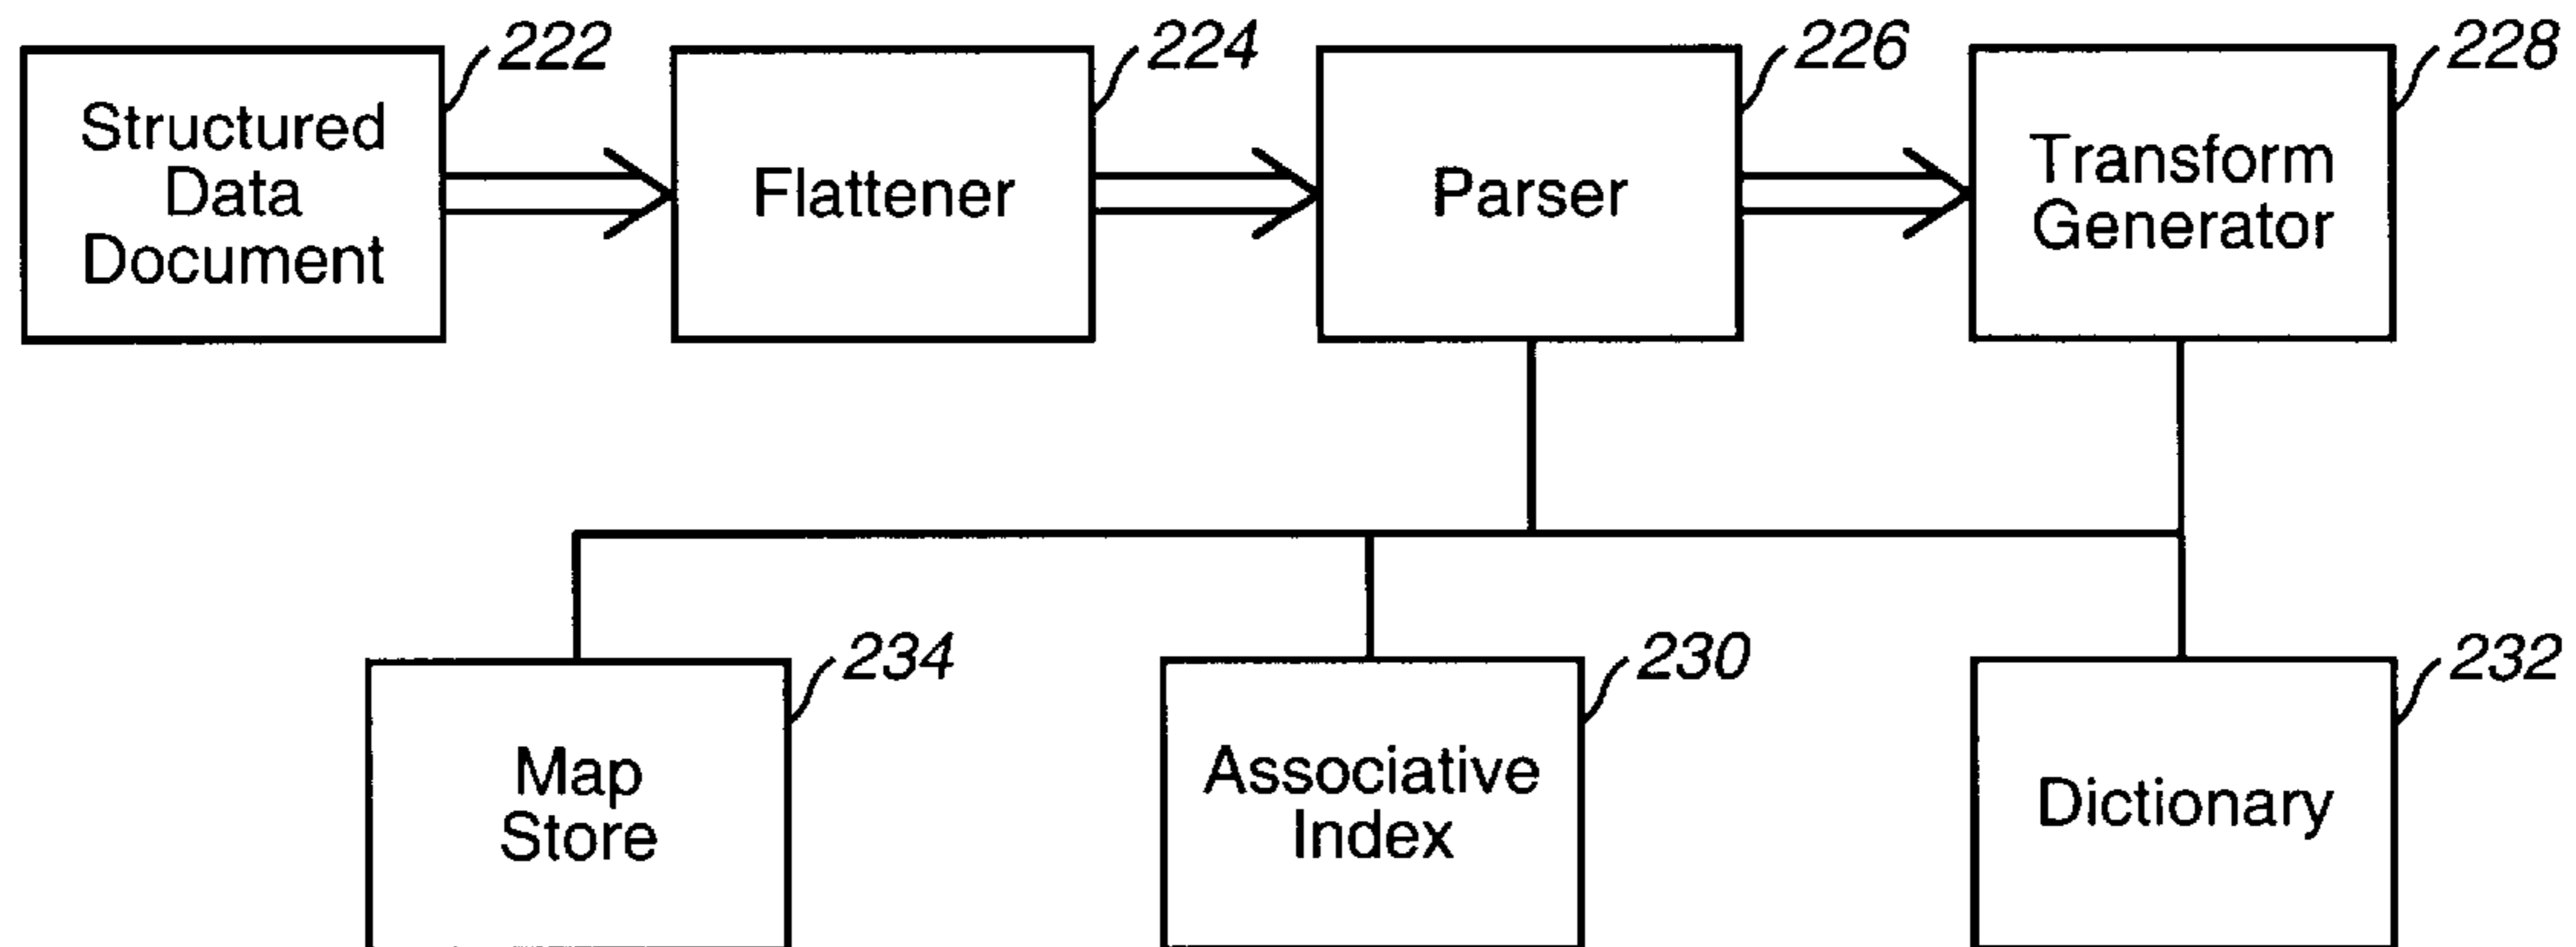 222
Structured
Data
Document
224
Flattener
226
Parser
228
Transform
Generator
234
Map
Store
230
Associative
Index
232
Dictionary